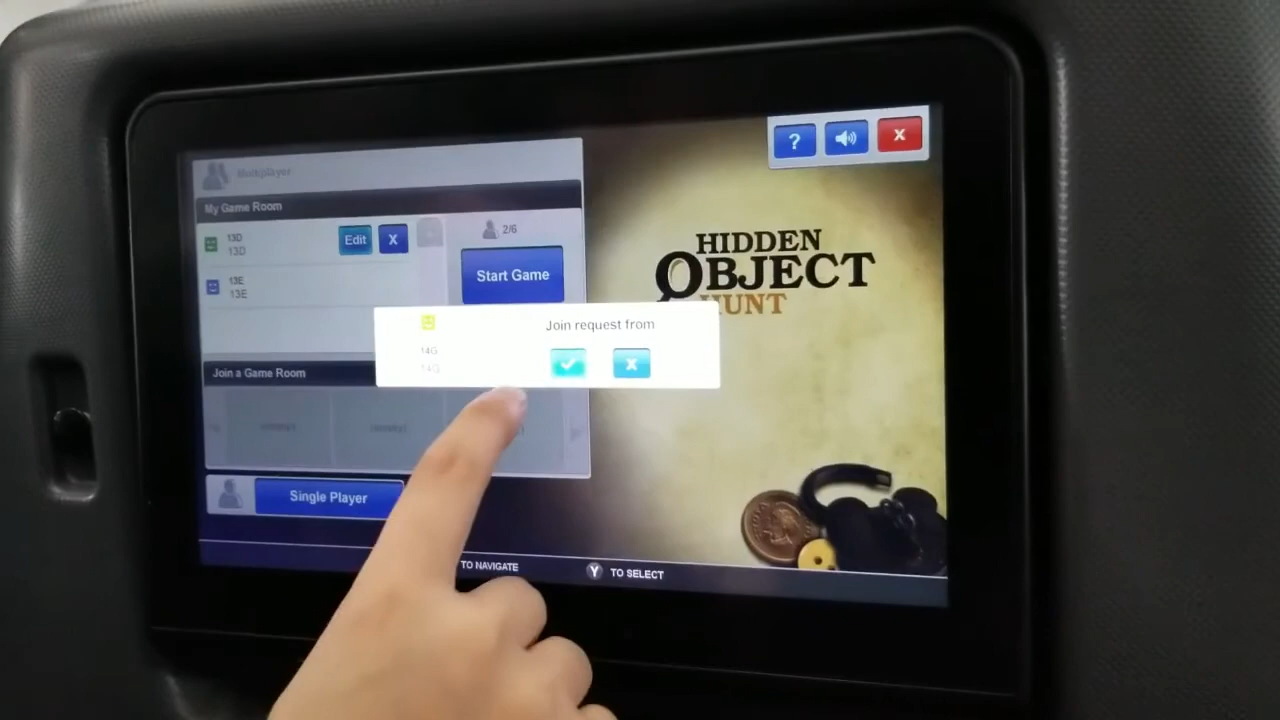 ?
X
Multiplayer
My Game Room
13D
13D
Edit
X
2/6
13E
13E
Start Game
HIDDEN
OBJECT
HUNT
Join request from
14G
14G
X
Join a Game Room
Single Player
TO NAVIGATE
Y TO SELECT